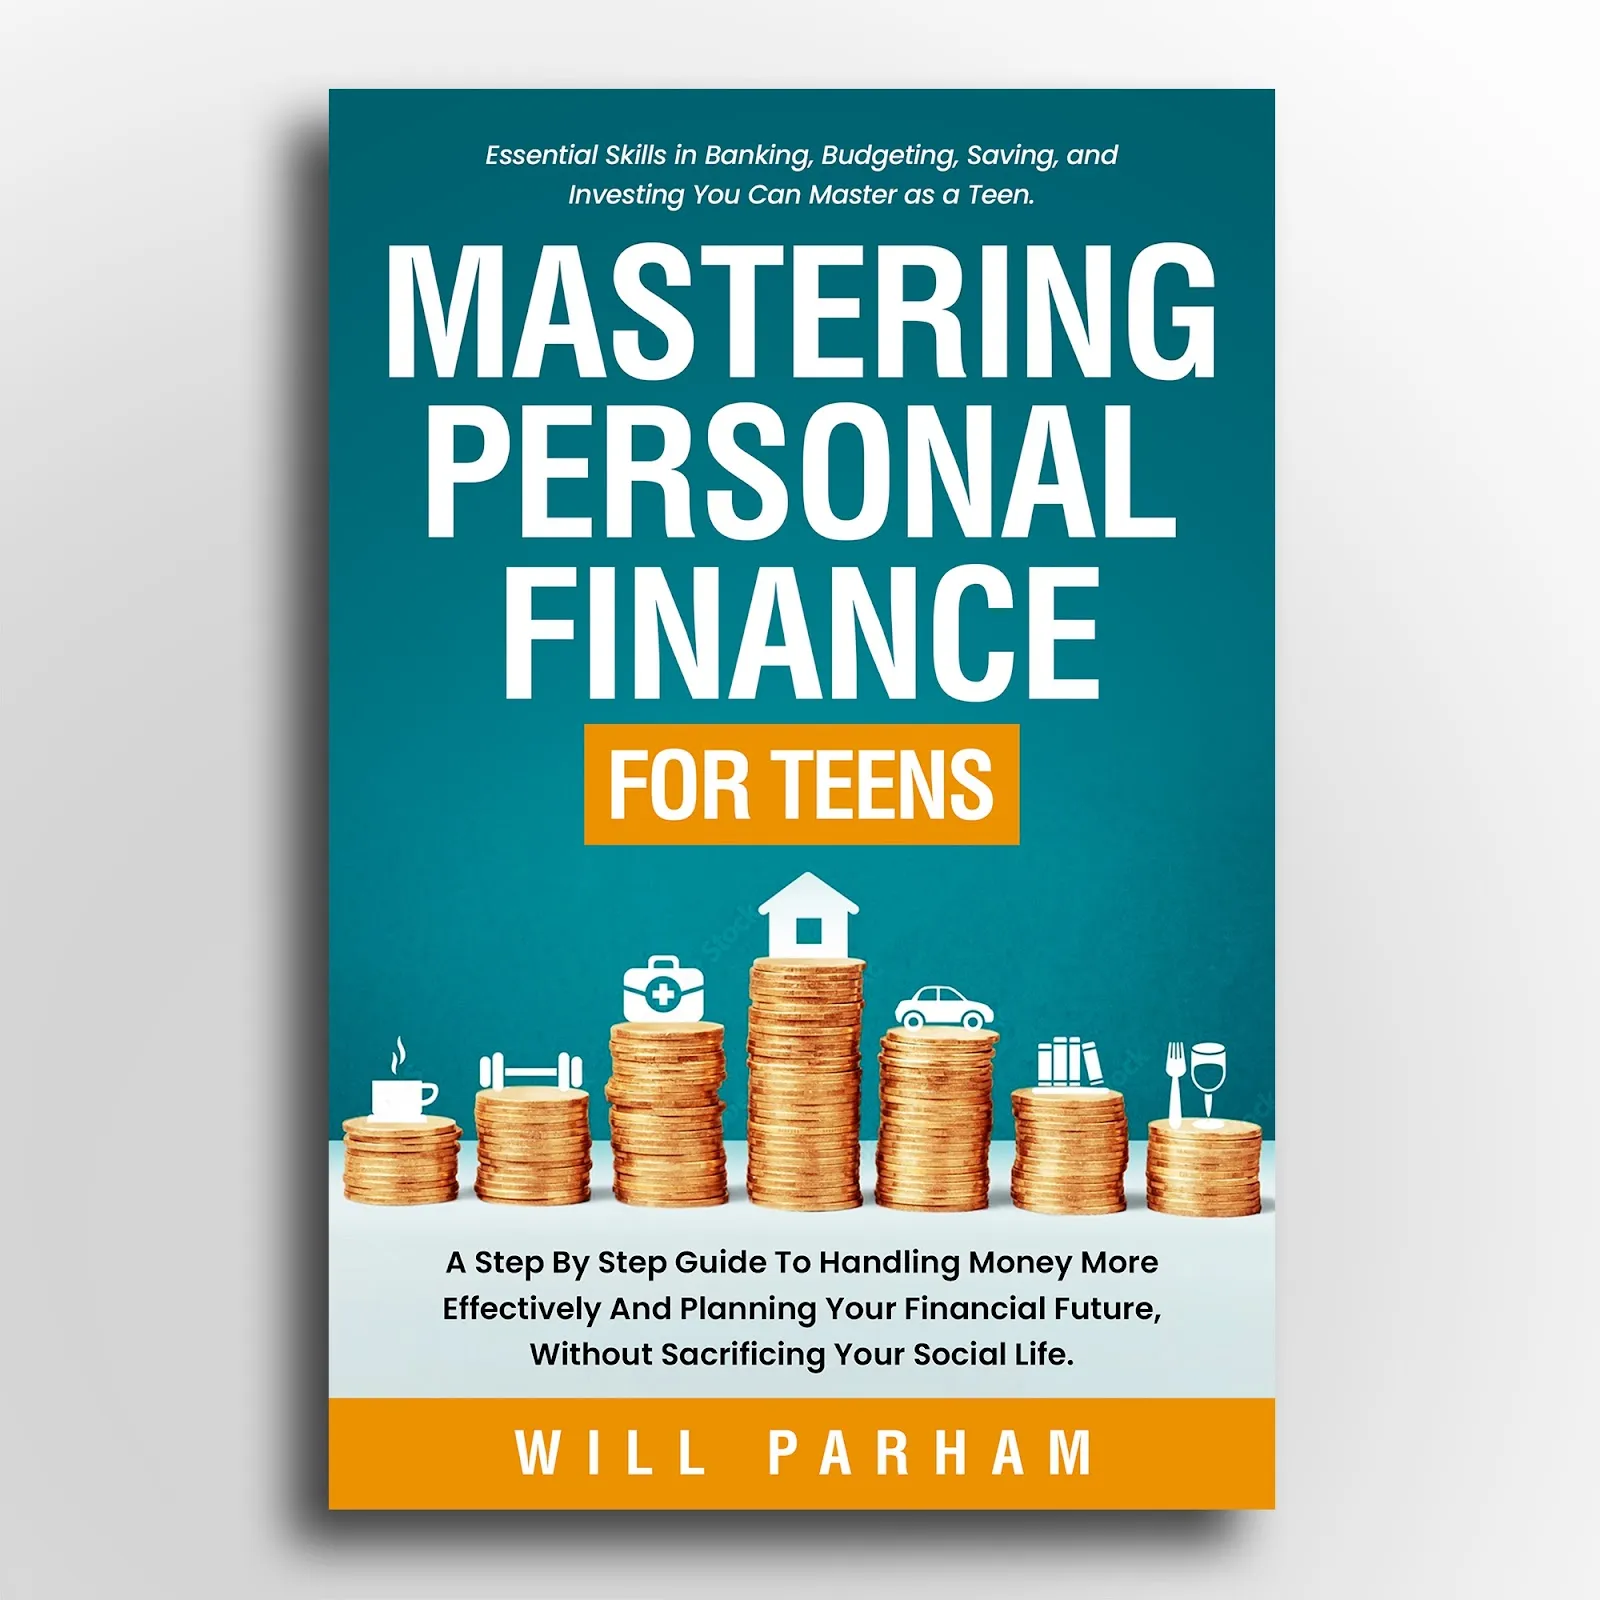 Essential Skills in Banking, Budgeting, Saving, and
Investing You Can Master as a Teen.
MASTERING
PERSONAL
FINANCE
FOR TEENS
Stock
A Step By Step Guide To Handling Money More
Effectively And Planning Your Financial Future,
Without Sacrificing Your Social Life.
WILL PARHAM